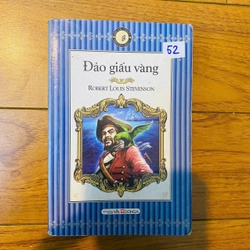 52
Đảo giấu vàng
ROBERT LOUIS STEVENSON